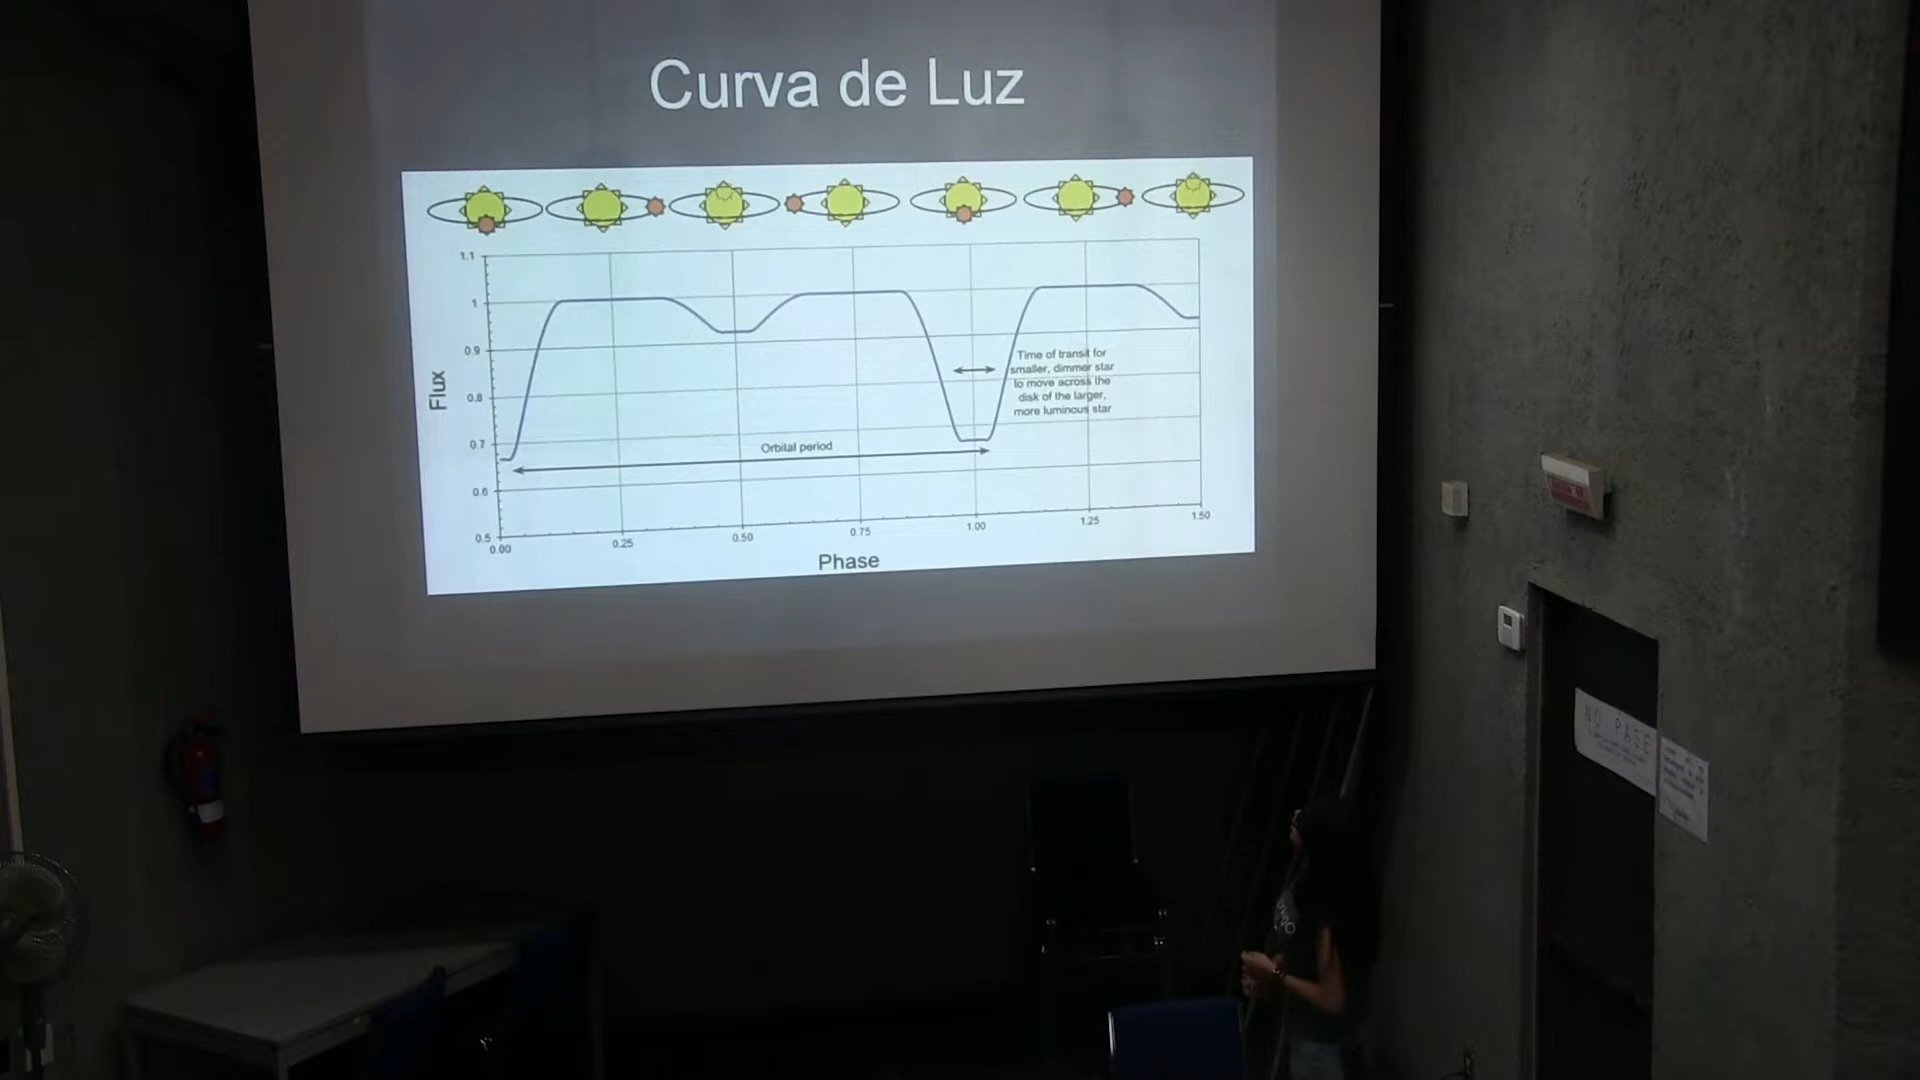 Curva de Luz
1.1
1
0.9
0.8
0.7
0.6
0.5
Flux
Time of transit for
smaller, dimmer star
to move across the
disk of the larger,
more luminous star
Orbital period
0.00
0.25
0.50
0.75
1.00
1.25
1.50
Phase
NO PASE